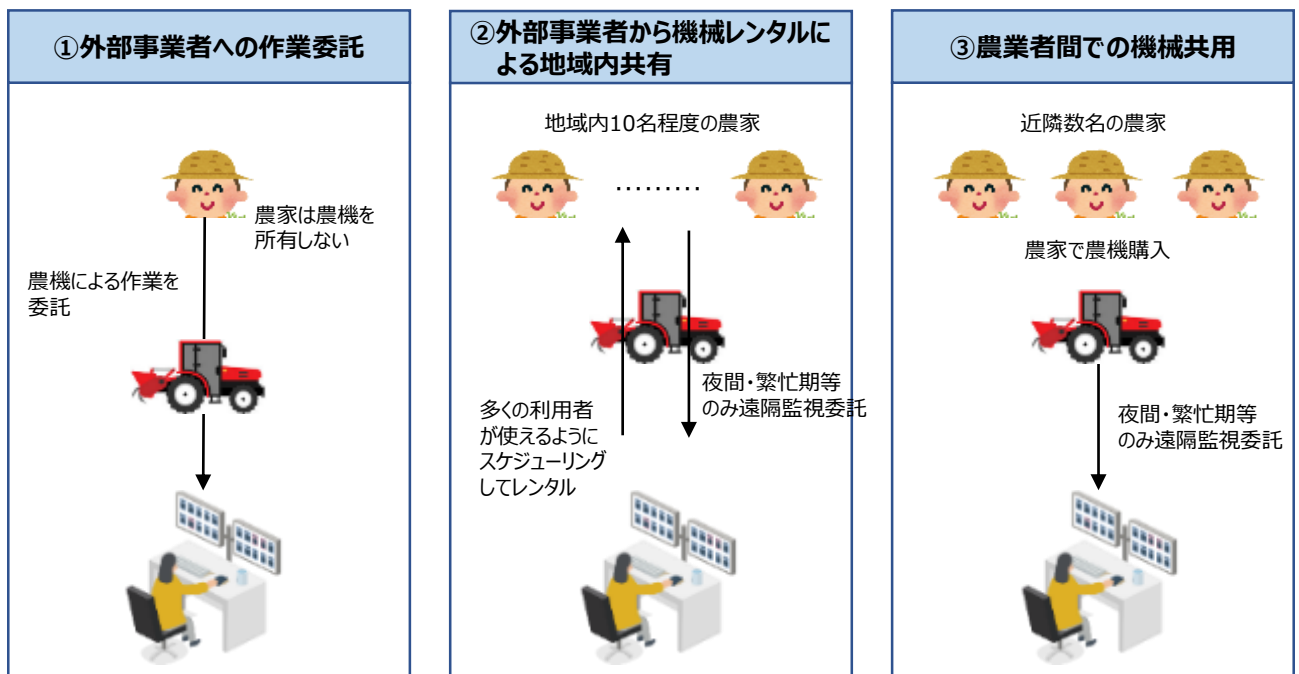 ①外部事業者への作業委託
農家は農機を
所有しない
農機による作業を
委託
②外部事業者から機械レンタルに
よる地域内共有
地域内10名程度の農家
………
夜間・繁忙期等
のみ遠隔監視委託
多くの利用者
が使えるように
スケジューリング
してレンタル
③農業者間での機械共用
近隣数名の農家
農家で農機購入
夜間・繁忙期等
のみ遠隔監視委託